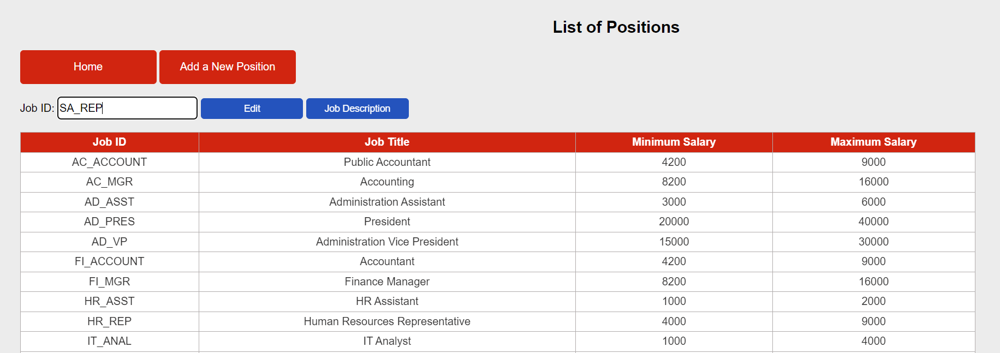 List of Positions
Home Add a New Position
Job ID: SA_REP Edit Job Description
Job ID Job Title Minimum Salary Maximum Salary
AC_ACCOUNT Public Accountant 4200 9000
AC_MGR Accounting 8200 16000
AD_ASST Administration Assistant 3000 6000
AD_PRES President 20000 40000
AD_VP Administration Vice President 15000 30000
FI_ACCOUNT Accountant 4200 9000
FI_MGR Finance Manager 8200 16000
HR_ASST HR Assistant 1000 2000
HR_REP Human Resources Representative 4000 9000
IT_ANAL IT Analyst 1000 4000